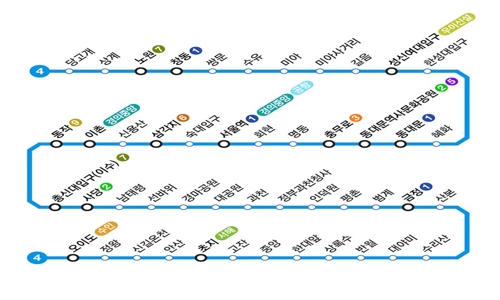 4
당고개
상계
노원 7
창동 1
쌍문
수유
미아
미아사거리
길음
성신여대입구 우이신설
한성대입구
동작 9
이촌 경의중앙
신용산
삼각지 6
숙대입구
서울역 1 경의중앙 공항
회현
명동
충무로 3
동대문역사문화공원 2 5
동대문 1
혜화
총신대입구(이수) 7
사당 2
남태령
선바위
경마공원
대공원
과천
정부과천청사
인덕원
평촌
범계
금정 1
산본
4
오이도 수인
정왕
신길온천
안산
초지 서해
고잔
중앙
한대앞
상록수
반월
대야미
수리산